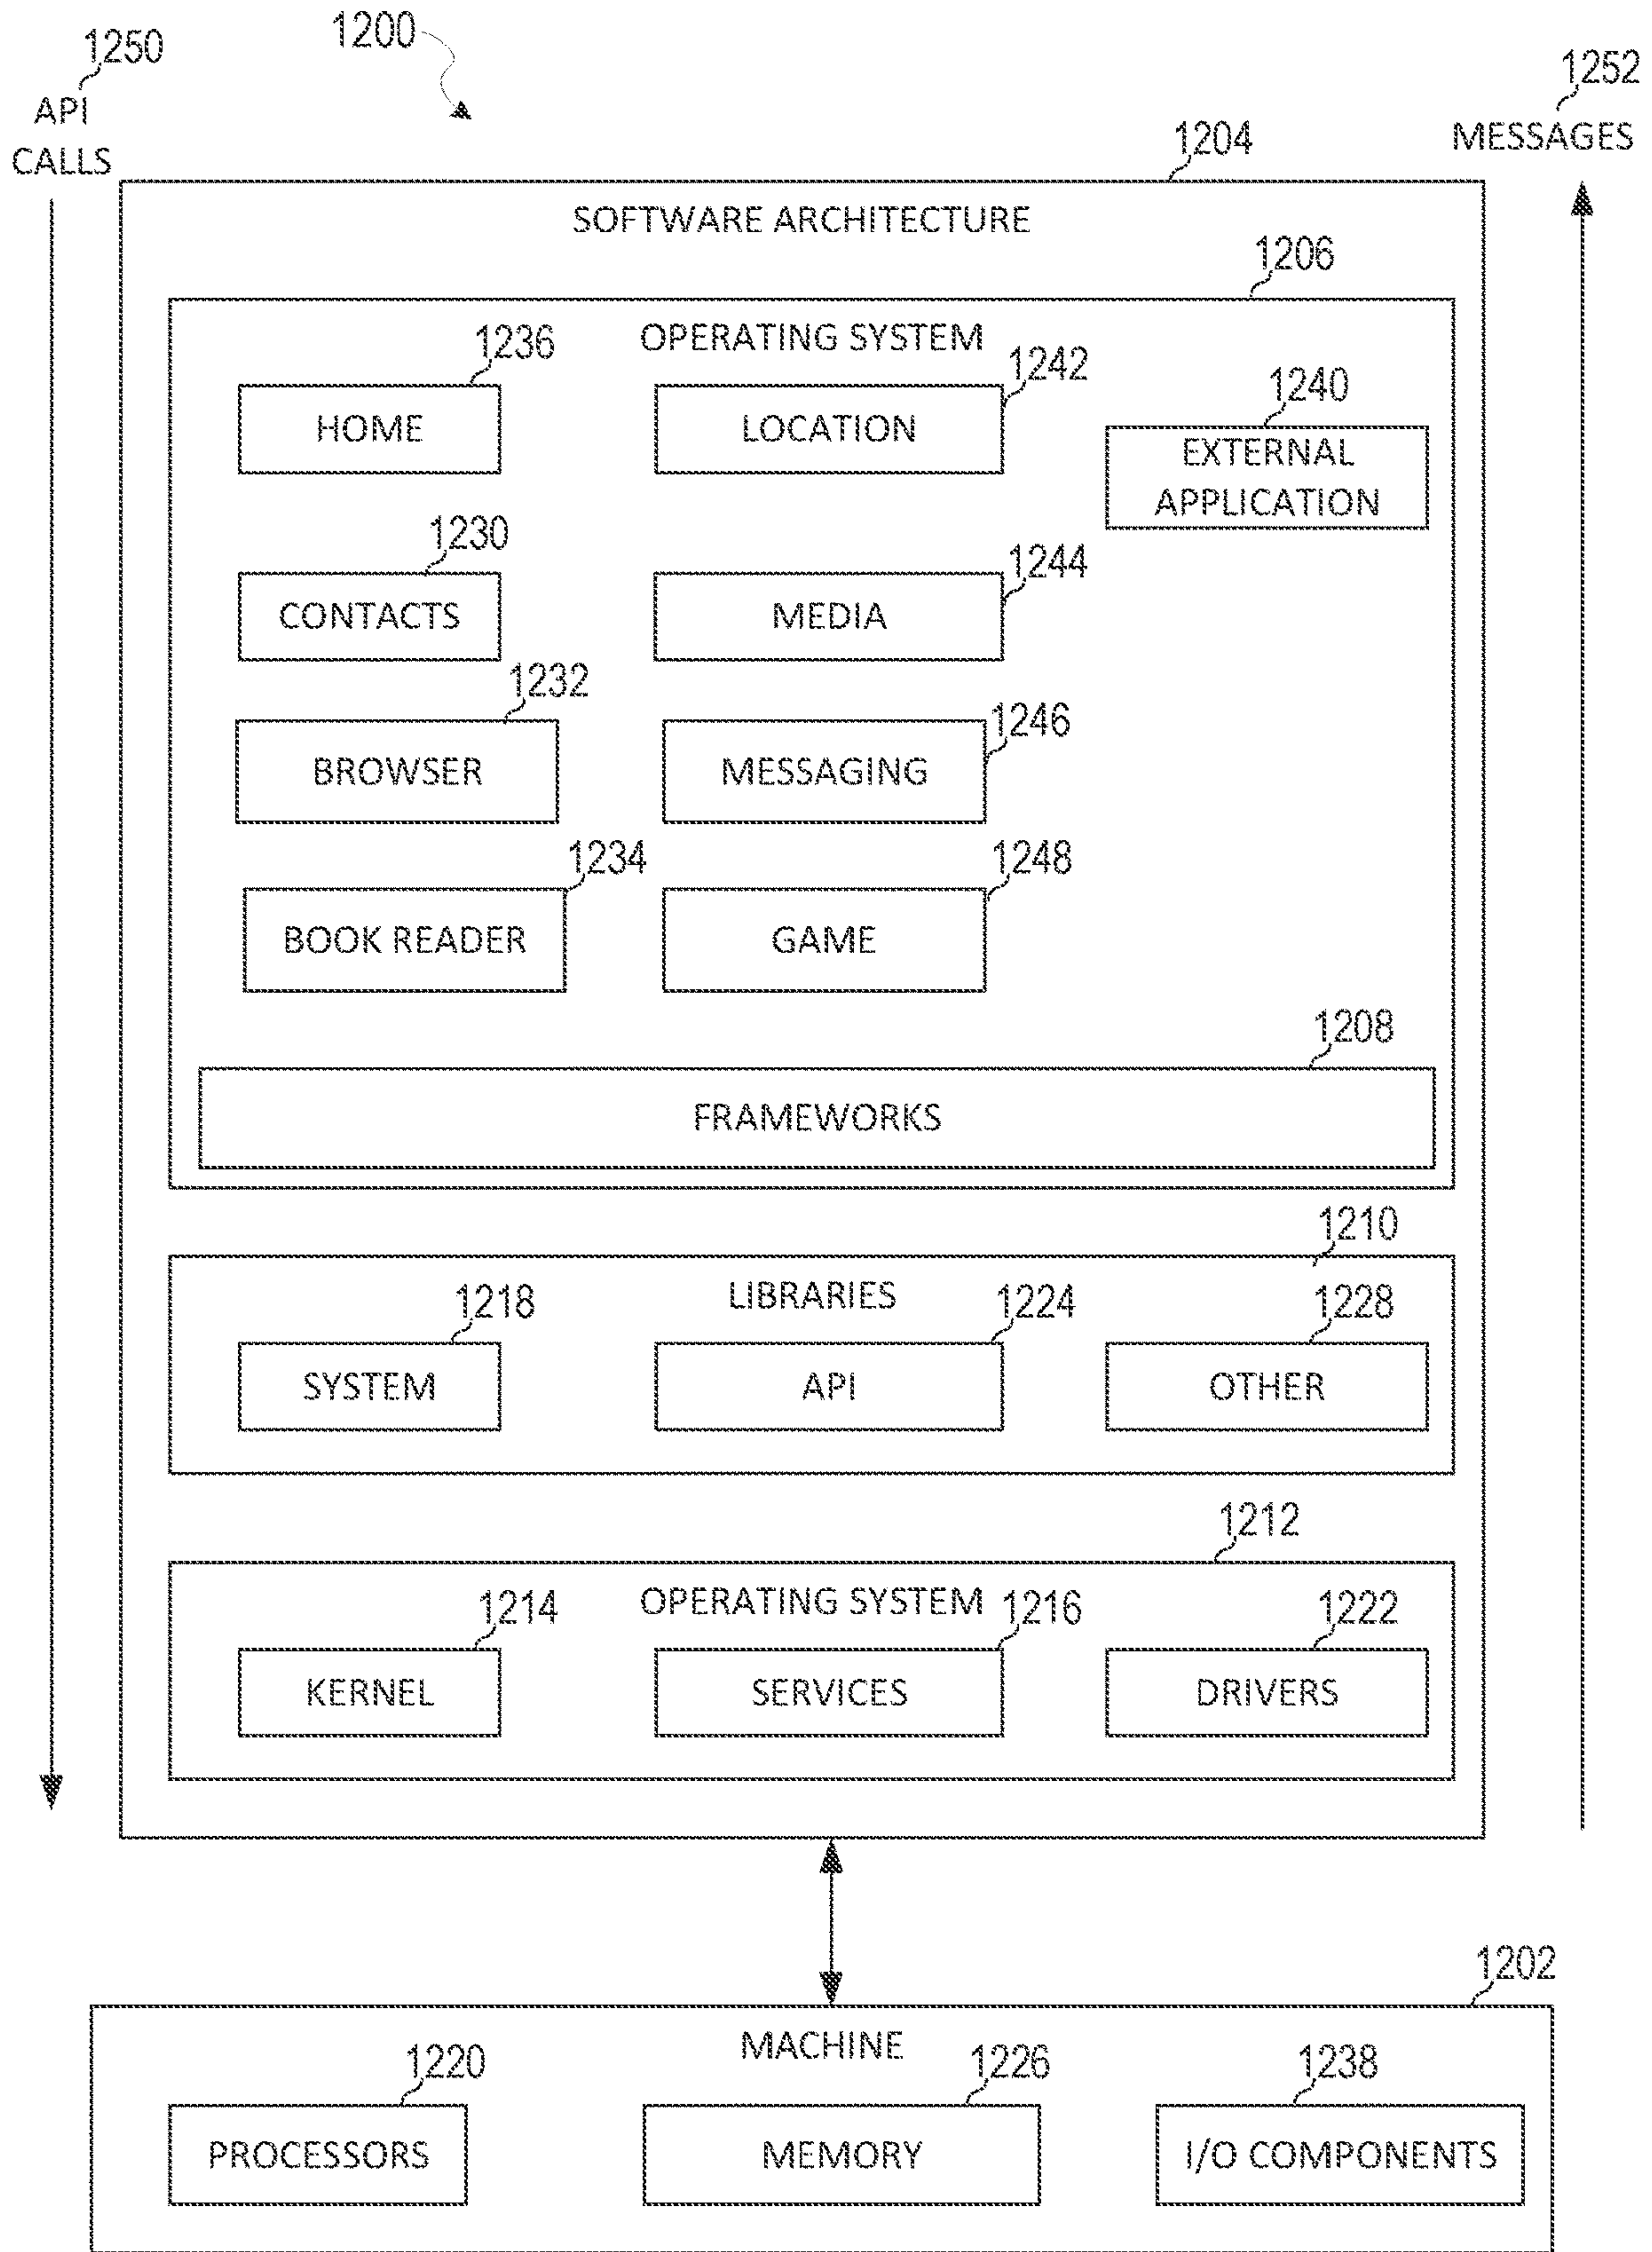 1200
1250
API
CALLS
1252
MESSAGES
1204
SOFTWARE ARCHITECTURE
1206
OPERATING SYSTEM
1236
HOME
1242
LOCATION
1240
EXTERNAL
APPLICATION
1230
CONTACTS
1244
MEDIA
1232
BROWSER
1246
MESSAGING
1234
BOOK READER
1248
GAME
1208
FRAMEWORKS
1210
LIBRARIES
1218
SYSTEM
1224
API
1228
OTHER
1212
OPERATING SYSTEM
1214
KERNEL
1216
SERVICES
1222
DRIVERS
1202
MACHINE
1220
PROCESSORS
1226
MEMORY
1238
I/O COMPONENTS